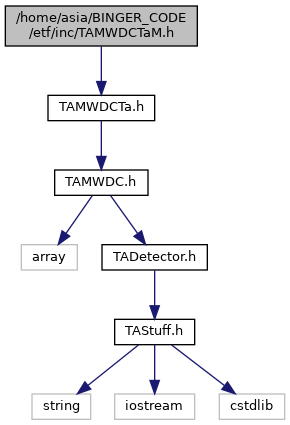 /home/asia/BINGER_CODE
/etf/inc/TAMWDCTaM.h
TAMWDCTa.h
TAMWDC.h
array
TADetector.h
TAStuff.h
string
iostream
cstdlib